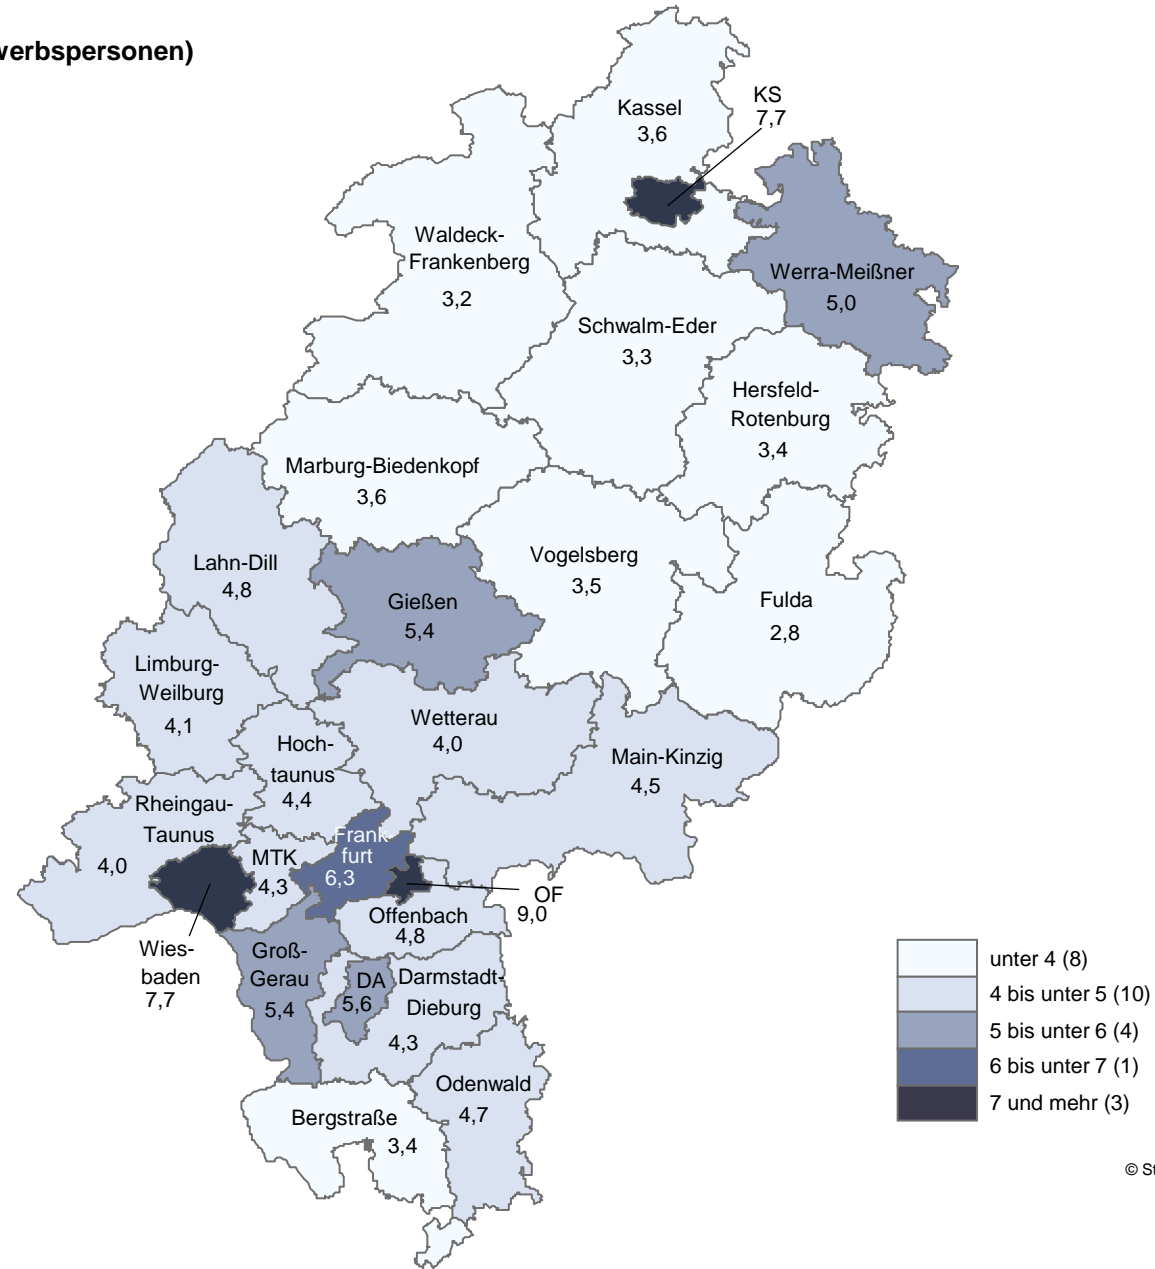 werbspersonen)
KS
7,7
Kassel
3,6
Waldeck-
Frankenberg
3,2
Werra-Meißner
5,0
Schwalm-Eder
3,3
Hersfeld-
Rotenburg
3,4
Marburg-Biedenkopf
3,6
Lahn-Dill
4,8
Vogelsberg
3,5
Gießen
5,4
Fulda
2,8
Limburg-
Weilburg
4,1
Wetterau
4,0
Hoch-
taunus
4,4
Main-Kinzig
4,5
Rheingau-
Taunus
4,0
MTK
4,3
Frank-
furt
6,3
OF
9,0
Offenbach
4,8
Wies-
baden
7,7
Groß-
Gerau
5,4
DA
5,6
Darmstadt-
Dieburg
4,3
Odenwald
4,7
Bergstraße
3,4
unter 4 (8)
4 bis unter 5 (10)
5 bis unter 6 (4)
6 bis unter 7 (1)
7 und mehr (3)
© St